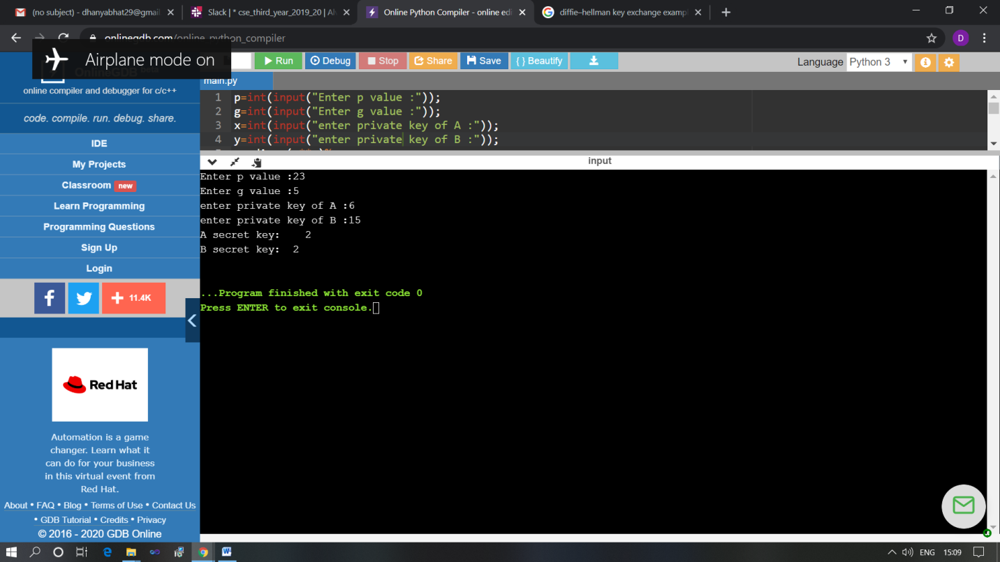 (no subject) - dhanyabhat29@gmail
Slack | * cse_third_year_2019_20 | Al
Online Python Compiler - online edi
diffie–hellman key exchange exampl
onlinegdb.com/online_python_compiler
D
Airplane mode on
OnlineGDB beta
online compiler and debugger for c/c++
code. compile. run. debug. share.
IDE
My Projects
Classroom new
Learn Programming
Programming Questions
Sign Up
Login
11.4K
Red Hat
Automation is a game
changer. Learn what it
can do for your business
in this virtual event from
Red Hat.
About • FAQ • Blog • Terms of Use • Contact Us
• GDB Tutorial • Credits • Privacy
© 2016 - 2020 GDB Online
Run Debug Stop Share Save { } Beautify
Language Python 3
main.py
1 p=int(input("Enter p value :"));
2 g=int(input("Enter g value :"));
3 x=int(input("enter private key of A :"));
4 y=int(input("enter private key of B :"));
input
Enter p value :23
Enter g value :5
enter private key of A :6
enter private key of B :15
A secret key: 2
B secret key: 2
...Program finished with exit code 0
Press ENTER to exit console.
ENG 15:09